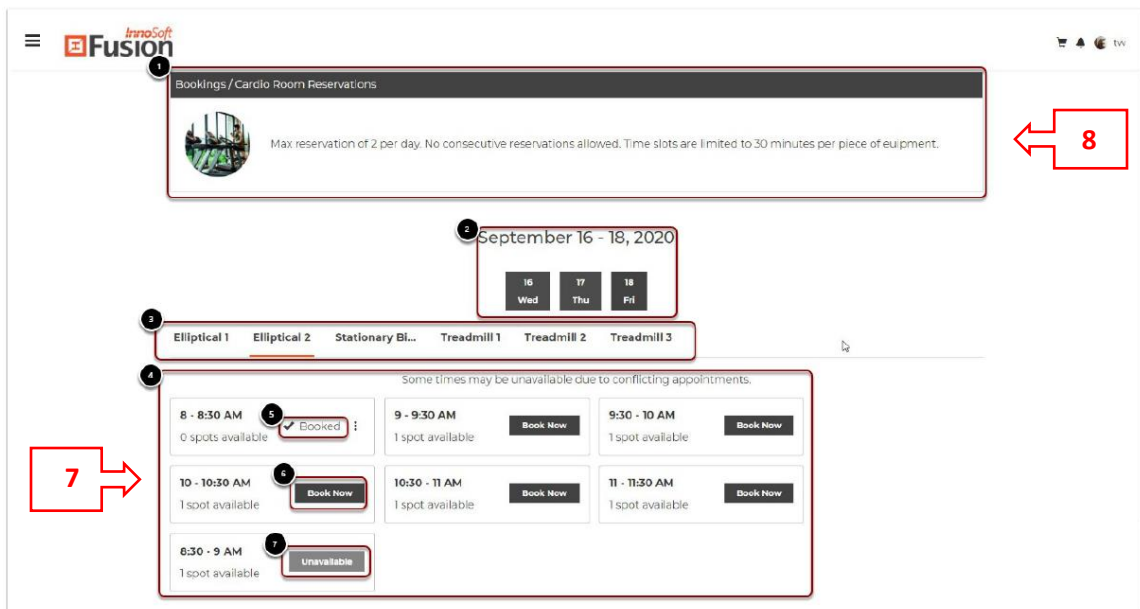 InnoSoft
Fusion
tw
1
Bookings / Cardio Room Reservations
Max reservation of 2 per day. No consecutive reservations allowed. Time slots are limited to 30 minutes per piece of euipment.
8
2
September 16 - 18, 2020
16 17 18
Wed Thu Fri
3
Elliptical 1 Elliptical 2 Stationary Bi... Treadmill 1 Treadmill 2 Treadmill 3
4
Some times may be unavailable due to conflicting appointments.
8 - 8:30 AM
0 spots available
5
Booked
9 - 9:30 AM
1 spot available
Book Now
9:30 - 10 AM
1 spot available
Book Now
7
10 - 10:30 AM
1 spot available
6
Book Now
10:30 - 11 AM
1 spot available
Book Now
11 - 11:30 AM
1 spot available
Book Now
8:30 - 9 AM
1 spot available
7
Unavailable